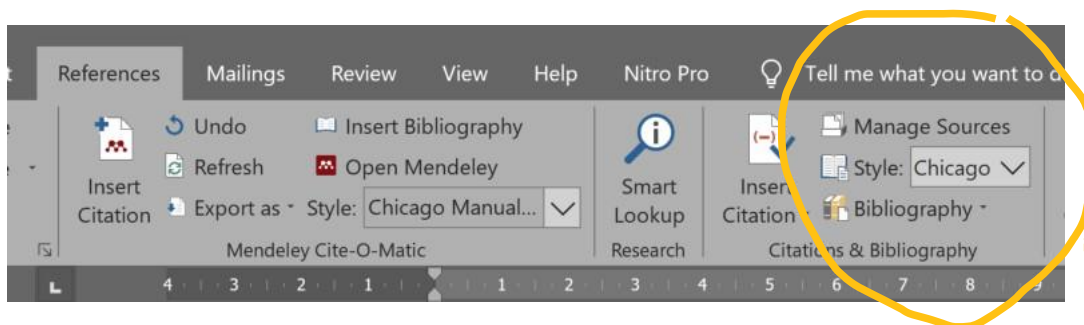 References Mailings Review View Help Nitro Pro Tell me what you want to d
Undo Insert Bibliography Manage Sources
Refresh Open Mendeley Style: Chicago
Insert Citation Export as Style: Chicago Manual... Smart Lookup Insert Citation Bibliography
Mendeley Cite-O-Matic Research Citations & Bibliography
4 3 2 1 1 2 3 4 5 6 7 8 9